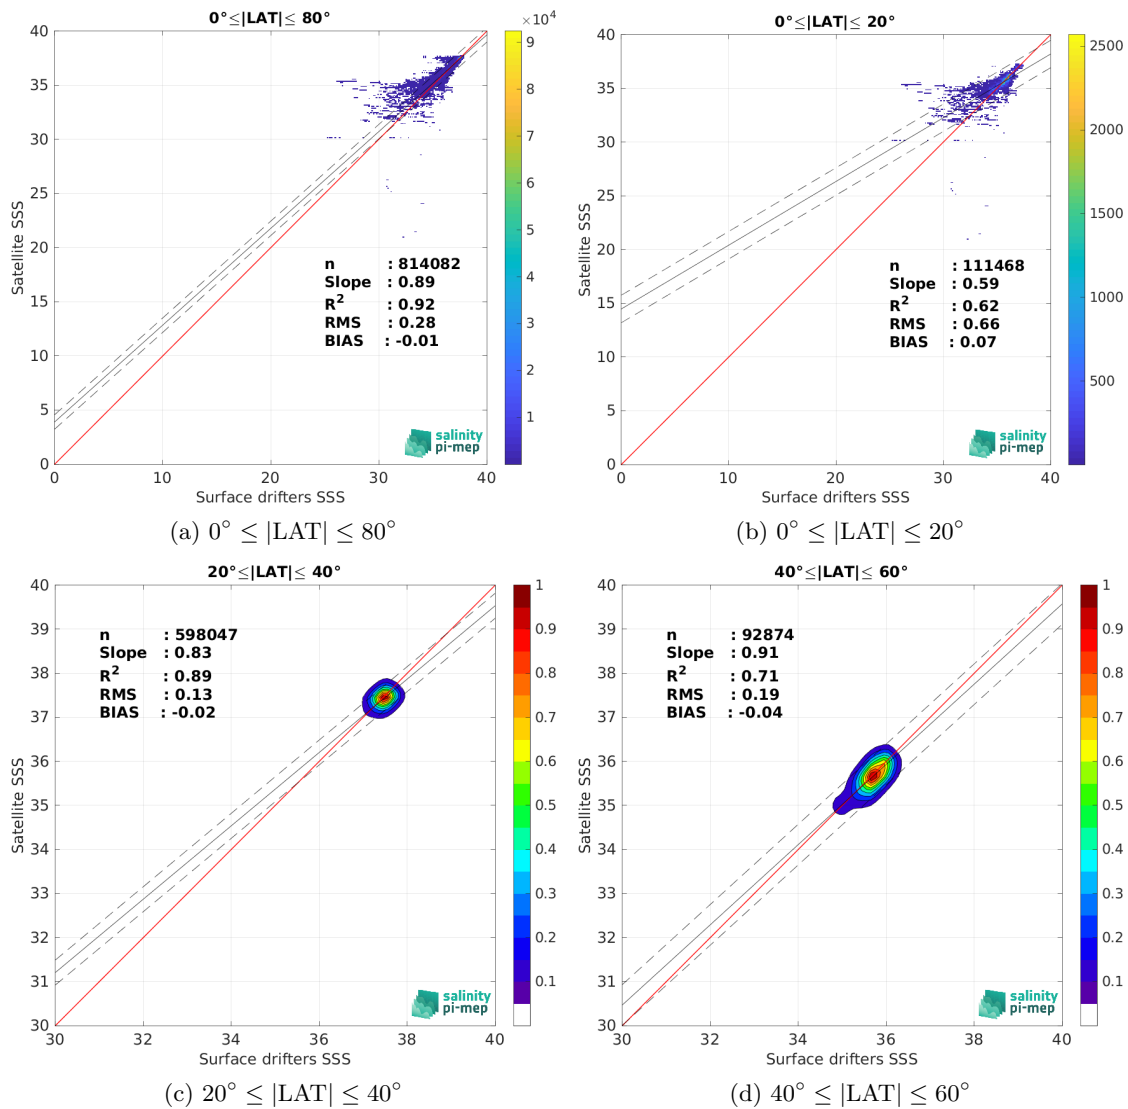 0°≤|LAT|≤ 80°
×10⁴
40
35
30
25
20
15
10
5
0
Satellite SSS
n : 814082
Slope : 0.89
R² : 0.92
RMS : 0.28
BIAS : -0.01
salinity
pi-mep
0 10 20 30 40
Surface drifters SSS
9
8
7
6
5
4
3
2
1
(a) 0° ≤ |LAT| ≤ 80°
0°≤|LAT|≤ 20°
40
35
30
25
20
15
10
5
0
Satellite SSS
n : 111468
Slope : 0.59
R² : 0.62
RMS : 0.66
BIAS : 0.07
salinity
pi-mep
0 10 20 30 40
Surface drifters SSS
2500
2000
1500
1000
500
(b) 0° ≤ |LAT| ≤ 20°
20°≤|LAT|≤ 40°
40
39
38
37
36
35
34
33
32
31
30
Satellite SSS
n : 598047
Slope : 0.83
R² : 0.89
RMS : 0.13
BIAS : -0.02
salinity
pi-mep
30 32 34 36 38 40
Surface drifters SSS
1
0.9
0.8
0.7
0.6
0.5
0.4
0.3
0.2
0.1
(c) 20° ≤ |LAT| ≤ 40°
40°≤|LAT|≤ 60°
40
39
38
37
36
35
34
33
32
31
30
Satellite SSS
n : 92874
Slope : 0.91
R² : 0.71
RMS : 0.19
BIAS : -0.04
salinity
pi-mep
30 32 34 36 38 40
Surface drifters SSS
1
0.9
0.8
0.7
0.6
0.5
0.4
0.3
0.2
0.1
(d) 40° ≤ |LAT| ≤ 60°